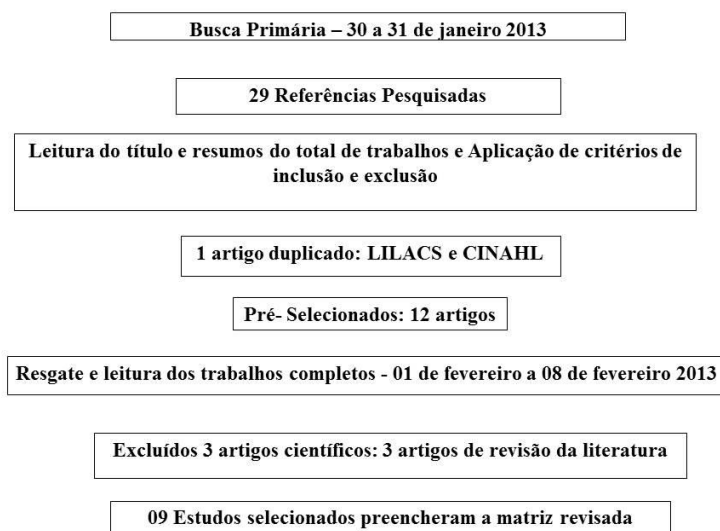 Busca Primária – 30 a 31 de janeiro 2013
29 Referências Pesquisadas
Leitura do título e resumos do total de trabalhos e Aplicação de critérios de
inclusão e exclusão
1 artigo duplicado: LILACS e CINAHL
Pré- Selecionados: 12 artigos
Resgate e leitura dos trabalhos completos - 01 de fevereiro a 08 de fevereiro 2013
Excluídos 3 artigos científicos: 3 artigos de revisão da literatura
09 Estudos selecionados preencheram a matriz revisada